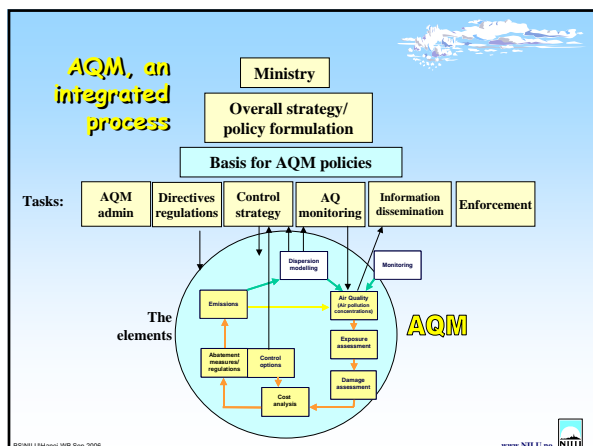 AQM, an
integrated
process
Ministry
Overall strategy/
policy formulation
Basis for AQM policies
Tasks:
AQM
admin
Directives
regulations
Control
strategy
AQ
monitoring
Information
dissemination
Enforcement
Dispersion
modelling
Monitoring
Emissions
Air Quality
(Air pollution
concentrations)
The
elements
AQM
Exposure
assessment
Abatement
measures/
regulations
Control
options
Damage
assessment
Cost
analysis
www.NILU.no
NILU